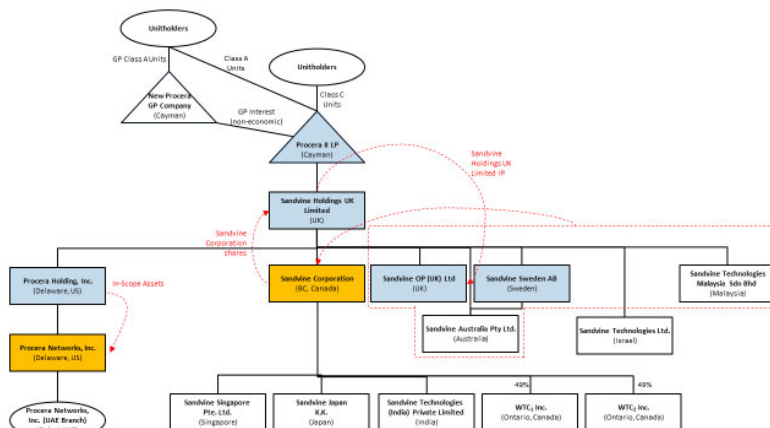 Unitholders
GP Class A Units
Class A
Units
Unitholders
Class C
Units
New Procera
GP Company
(Cayman)
GP Interest
(non-economic)
Procera II LP
(Cayman)
Sandvine
Holdings UK
Limited IP
Sandvine Holdings UK
Limited
(UK)
Sandvine
Corporation
shares
Procera Holding, Inc.
(Delaware, US)
In-Scope Assets
Sandvine Corporation
(BC, Canada)
Sandvine OP (UK) Ltd
(UK)
Sandvine Sweden AB
(Sweden)
Sandvine Technologies
Malaysia Sdn Bhd
(Malaysia)
Sandvine Australia Pty Ltd.
(Australia)
Sandvine Technologies Ltd.
(Israel)
Procera Networks, Inc.
(Delaware, US)
49%
49%
Procera Networks,
Inc. (UAE Branch)
Sandvine Singapore
Pte. Ltd.
(Singapore)
Sandvine Japan
K.K.
(Japan)
Sandvine Technologies
(India) Private Limited
(India)
WTC1 Inc.
(Ontario, Canada)
Inc.
(Ontario, Canada)